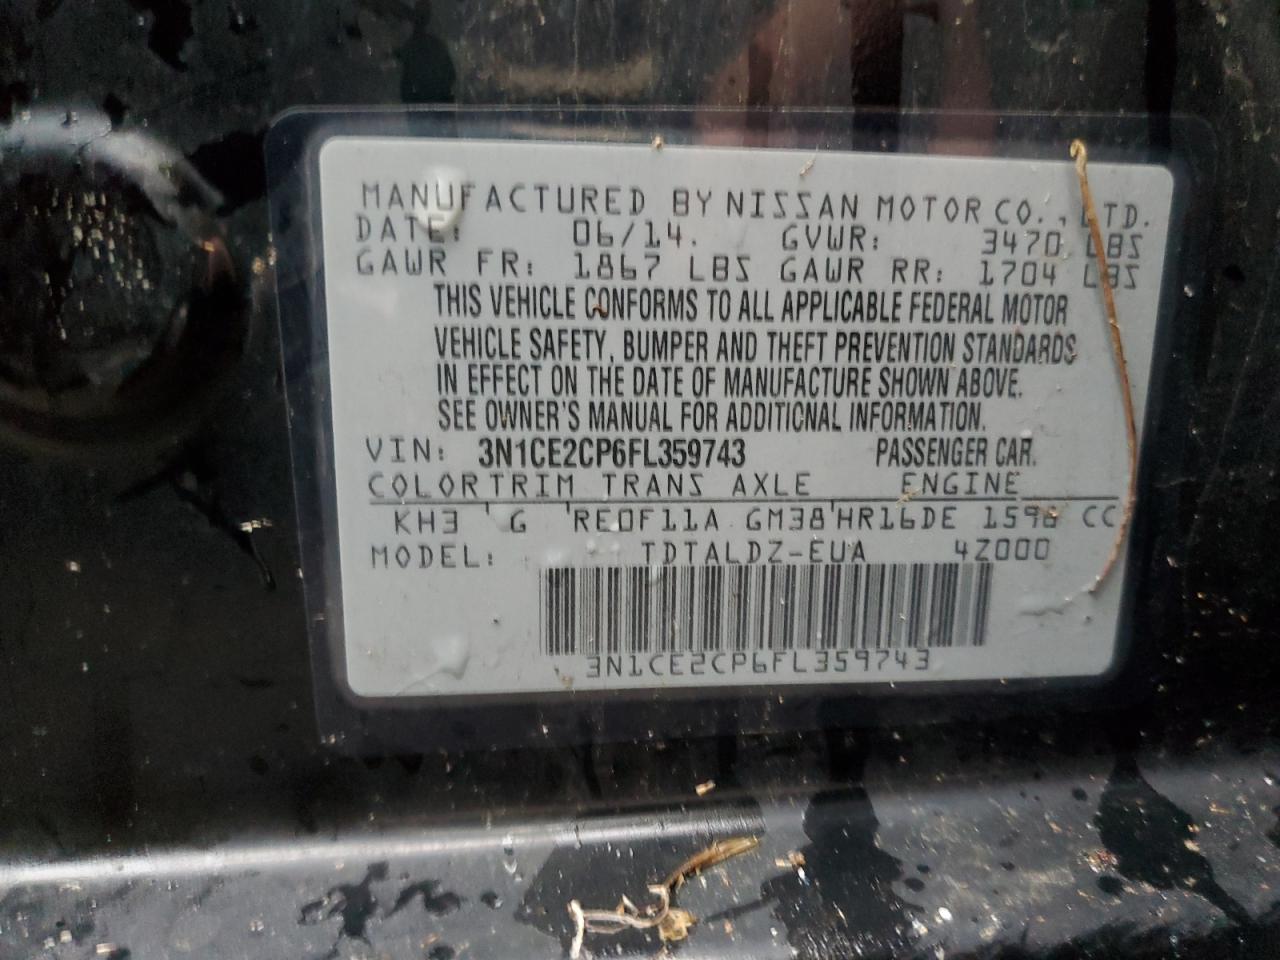 MANUFACTURED BY NISSAN MOTOR CO., LTD.
DATE: 06/14. GVWR: 3470 LBS
GAWR FR: 1867 LBS GAWR RR: 1704 LBS
THIS VEHICLE CONFORMS TO ALL APPLICABLE FEDERAL MOTOR
VEHICLE SAFETY, BUMPER AND THEFT PREVENTION STANDARDS
IN EFFECT ON THE DATE OF MANUFACTURE SHOWN ABOVE.
SEE OWNER'S MANUAL FOR ADDITIONAL INFORMATION.
VIN: 3N1CE2CP6FL359743 PASSENGER CAR.
COLOR TRIM TRANS AXLE ENGINE
KH3 G RE0F11A GM38 HR16DE 1598 CC
MODEL: TDTALDZ-EUA 4Z000
3N1CE2CP6FL359743